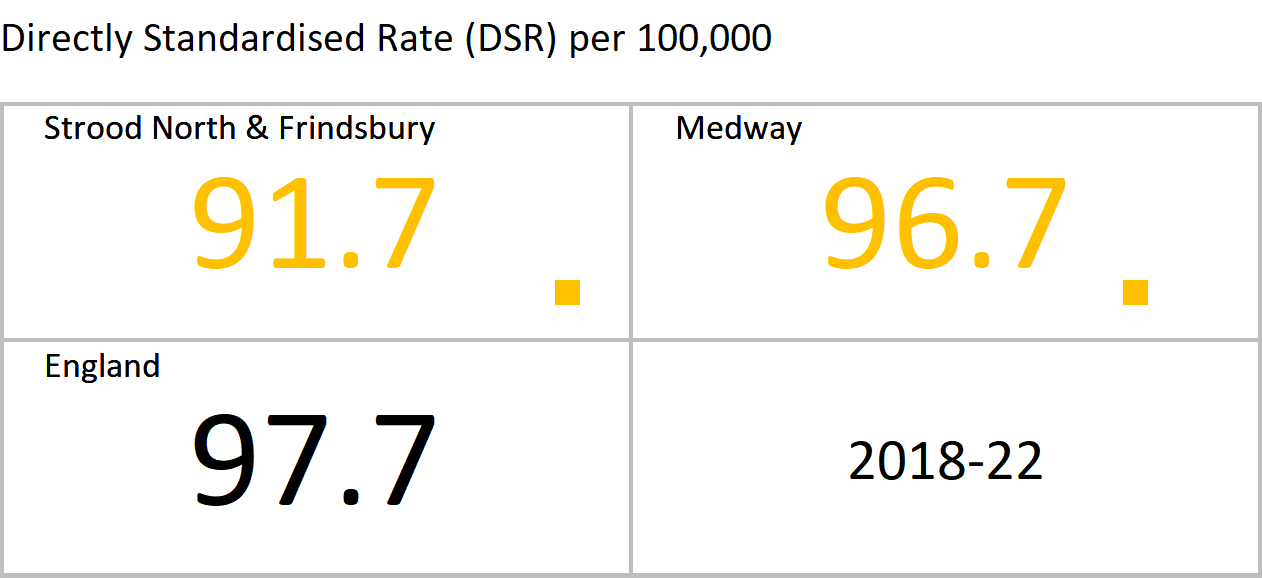 Directly Standardised Rate (DSR) per 100,000
Strood North & Frindsbury
91.7
Medway
96.7
England
97.7
2018-22